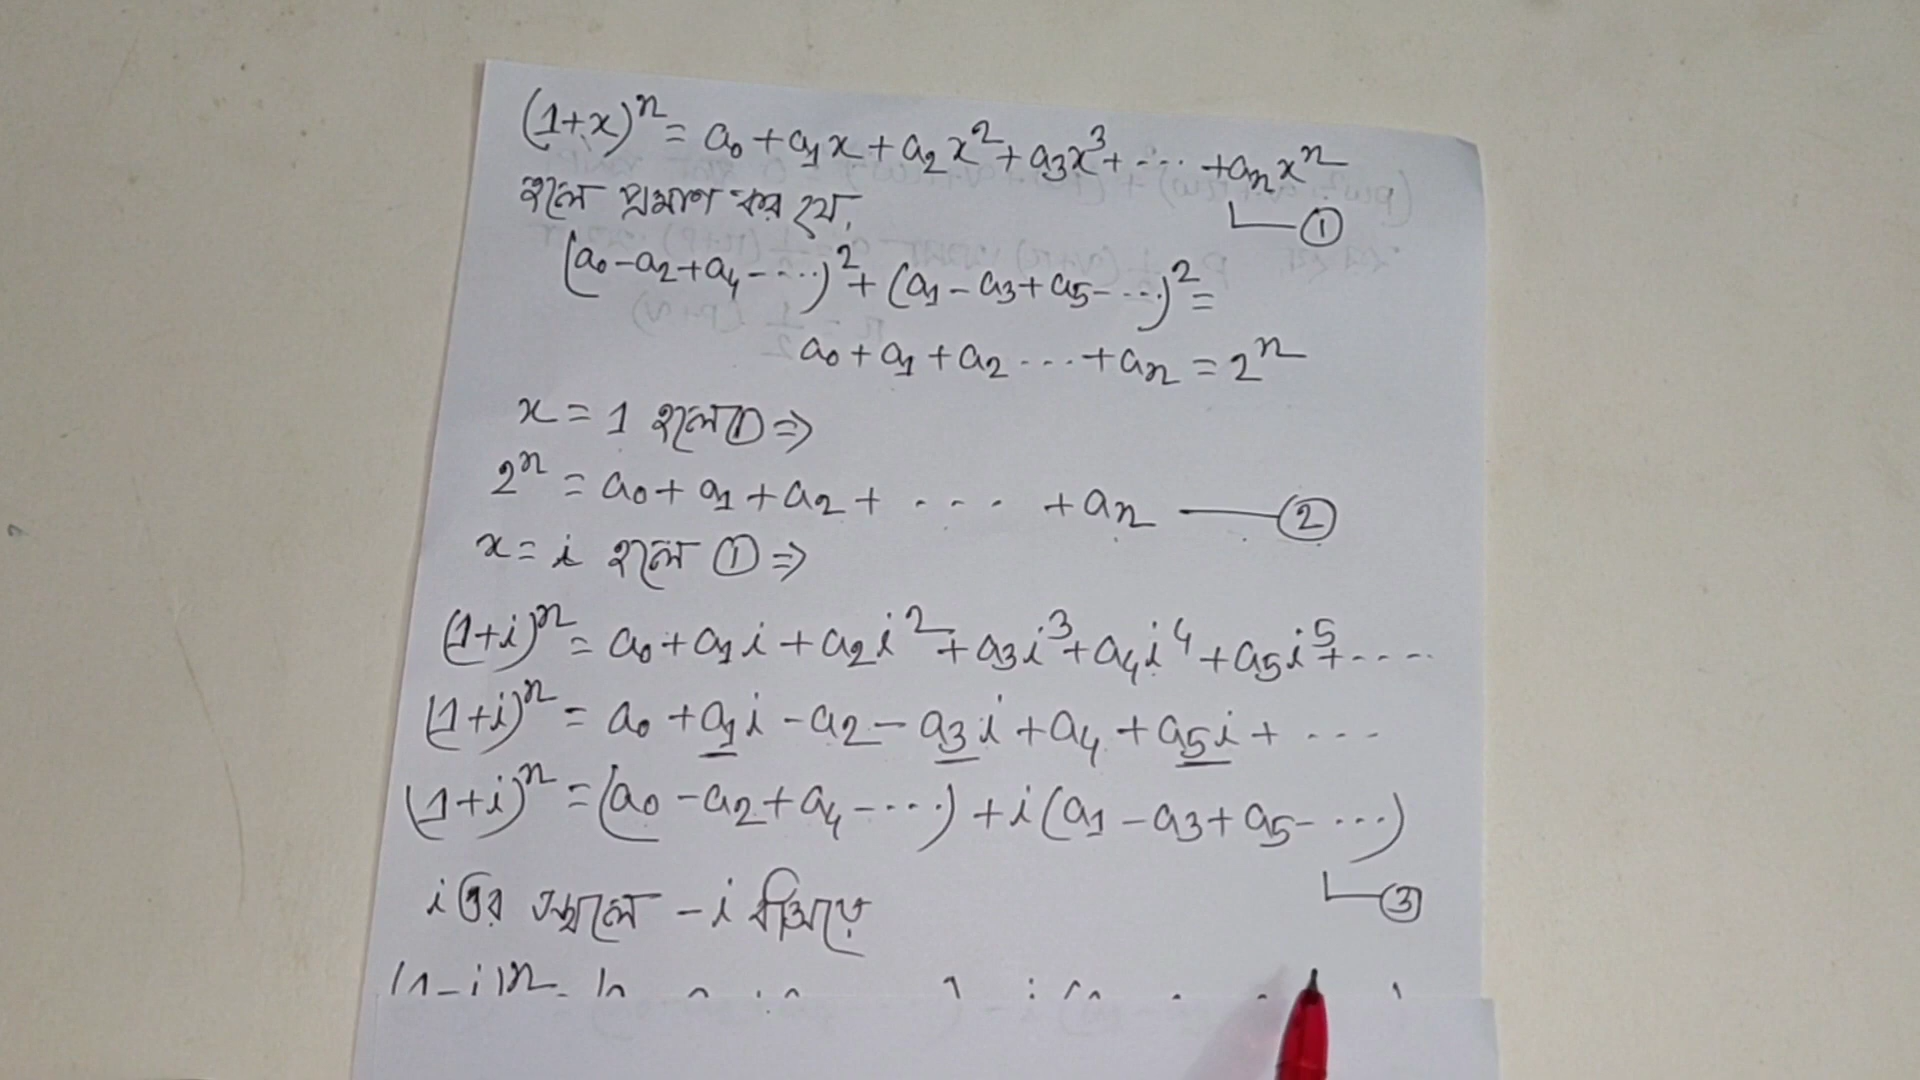 (1+x)ⁿ = a₀ + a₁x + a₂x² + a₃x³ + ··· + aₙxⁿ
হলে প্রমাণ কর যে, ①
(a₀ - a₂ + a₄ - ····)² + (a₁ - a₃ + a₅ - ···)² =
a₀ + a₁ + a₂ ···· + aₙ = 2ⁿ
x = 1 হলে ① ⇒
2ⁿ = a₀ + a₁ + a₂ + ···· + aₙ — ②
x = i হলে ① ⇒
(1+i)ⁿ = a₀ + a₁i + a₂i² + a₃i³ + a₄i⁴ + a₅i⁵ + ····
(1+i)ⁿ = a₀ + a₁i - a₂ - a₃i + a₄ + a₅i + ···
(1+i)ⁿ = (a₀ - a₂ + a₄ - ····) + i(a₁ - a₃ + a₅ - ···)
i এর স্থলে -i বসিয়ে ③
(1-i)ⁿ =